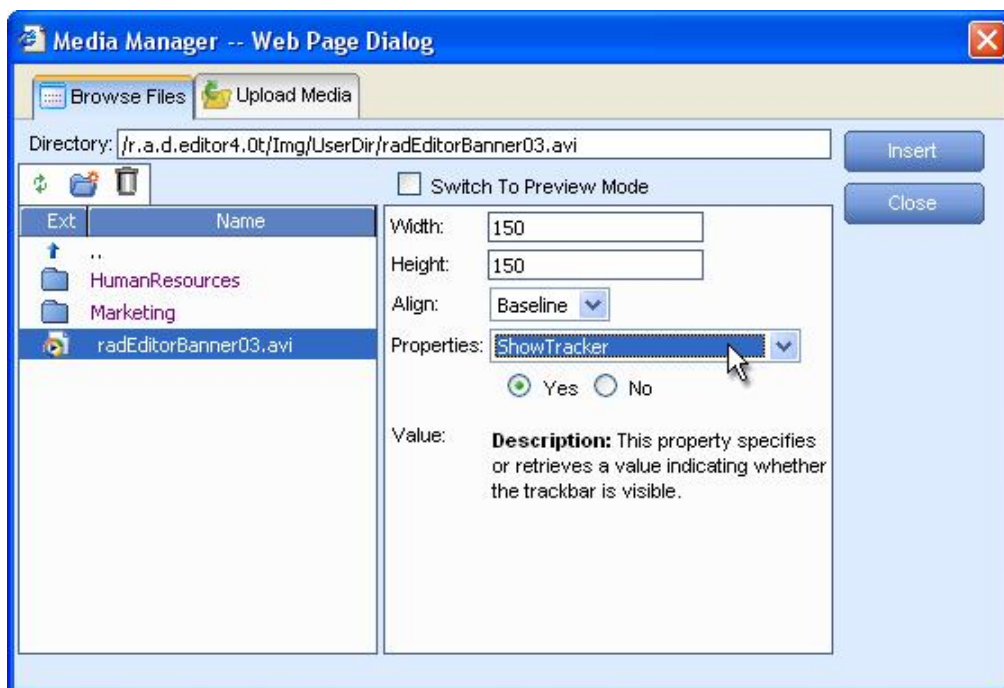 Media Manager -- Web Page Dialog
Browse Files Upload Media
Directory: /r.a.d.editor4.0t/Img/UserDir/radEditorBanner03.avi
Insert
Switch To Preview Mode
Close
Ext Name
..
HumanResources
Marketing
radEditorBanner03.avi
Width: 150
Height: 150
Align: Baseline
Properties: ShowTracker
Yes No
Value: Description: This property specifies
or retrieves a value indicating whether
the trackbar is visible.